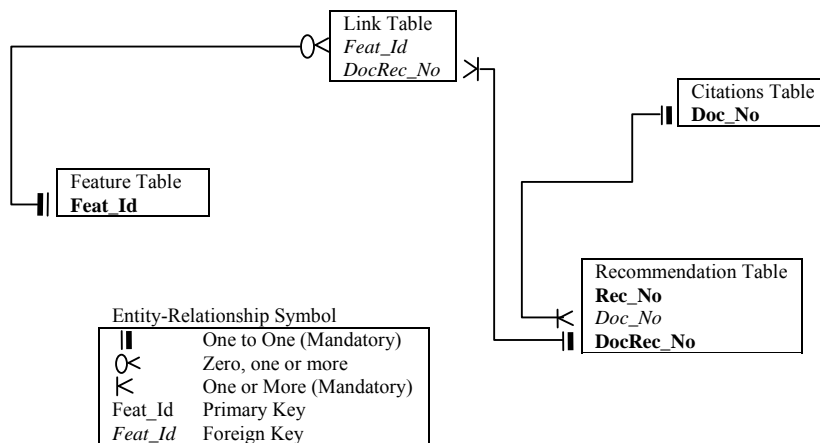 Link Table
Feat_Id
DocRec_No
Citations Table
Doc_No
Feature Table
Feat_Id
Recommendation Table
Rec_No
Doc_No
DocRec_No
Entity-Relationship Symbol
One to One (Mandatory)
Zero, one or more
One or More (Mandatory)
Feat_Id Primary Key
Feat_Id Foreign Key